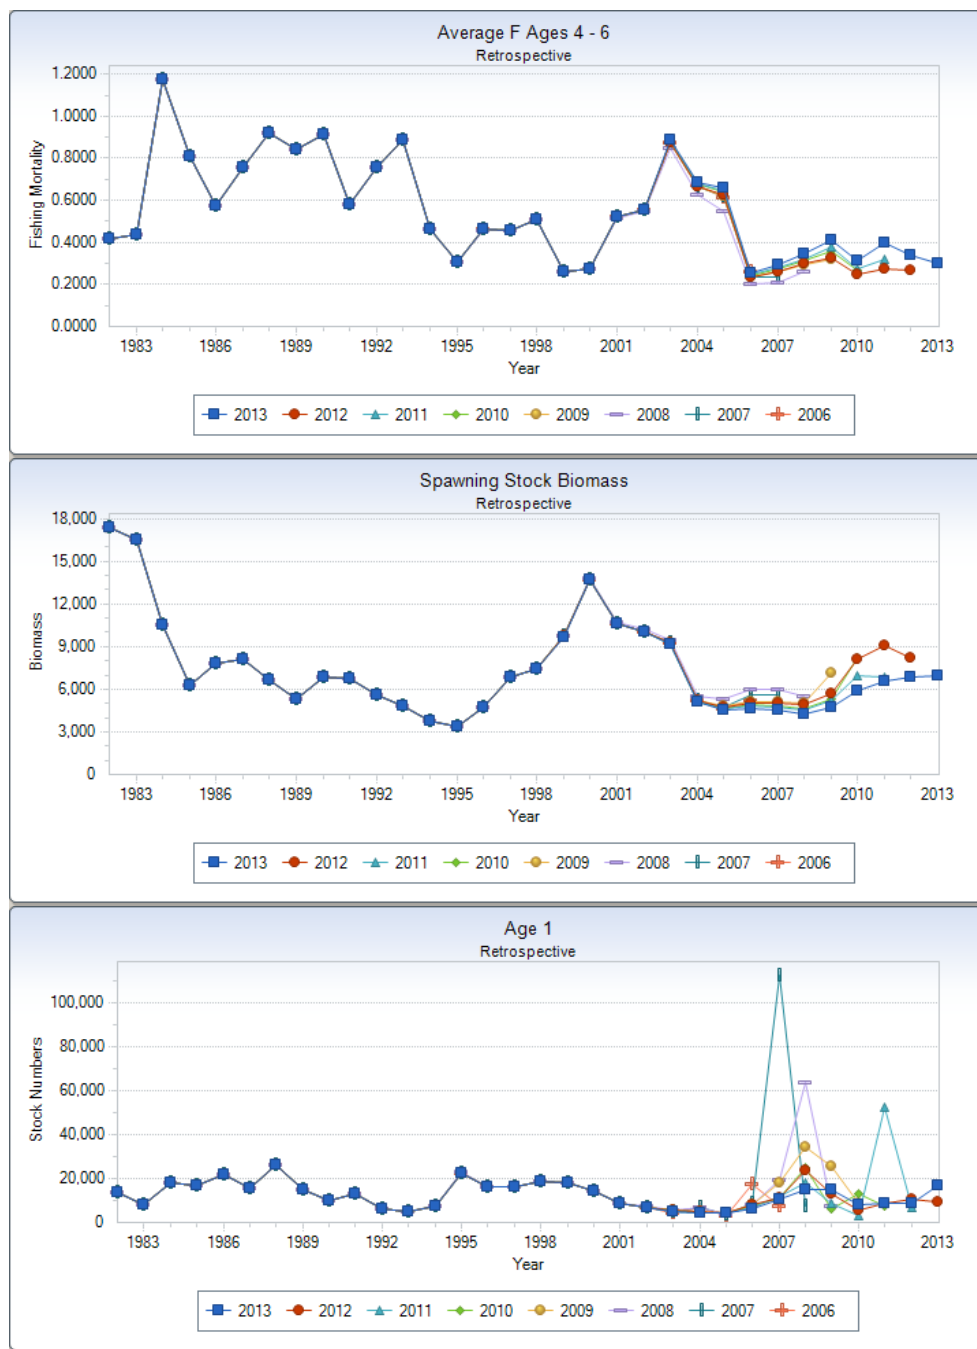 Average F Ages 4 - 6
Retrospective
1.2000
1.0000
0.8000
0.6000
0.4000
0.2000
0.0000
Fishing Mortality
1983 1986 1989 1992 1995 1998 2001 2004 2007 2010 2013
Year
2013 2012 2011 2010 2009 2008 2007 2006
Spawning Stock Biomass
Retrospective
18,000
15,000
12,000
9,000
6,000
3,000
0
Biomass
1983 1986 1989 1992 1995 1998 2001 2004 2007 2010 2013
Year
2013 2012 2011 2010 2009 2008 2007 2006
Age 1
Retrospective
100,000
80,000
60,000
40,000
20,000
0
Stock Numbers
1983 1986 1989 1992 1995 1998 2001 2004 2007 2010 2013
Year
2013 2012 2011 2010 2009 2008 2007 2006